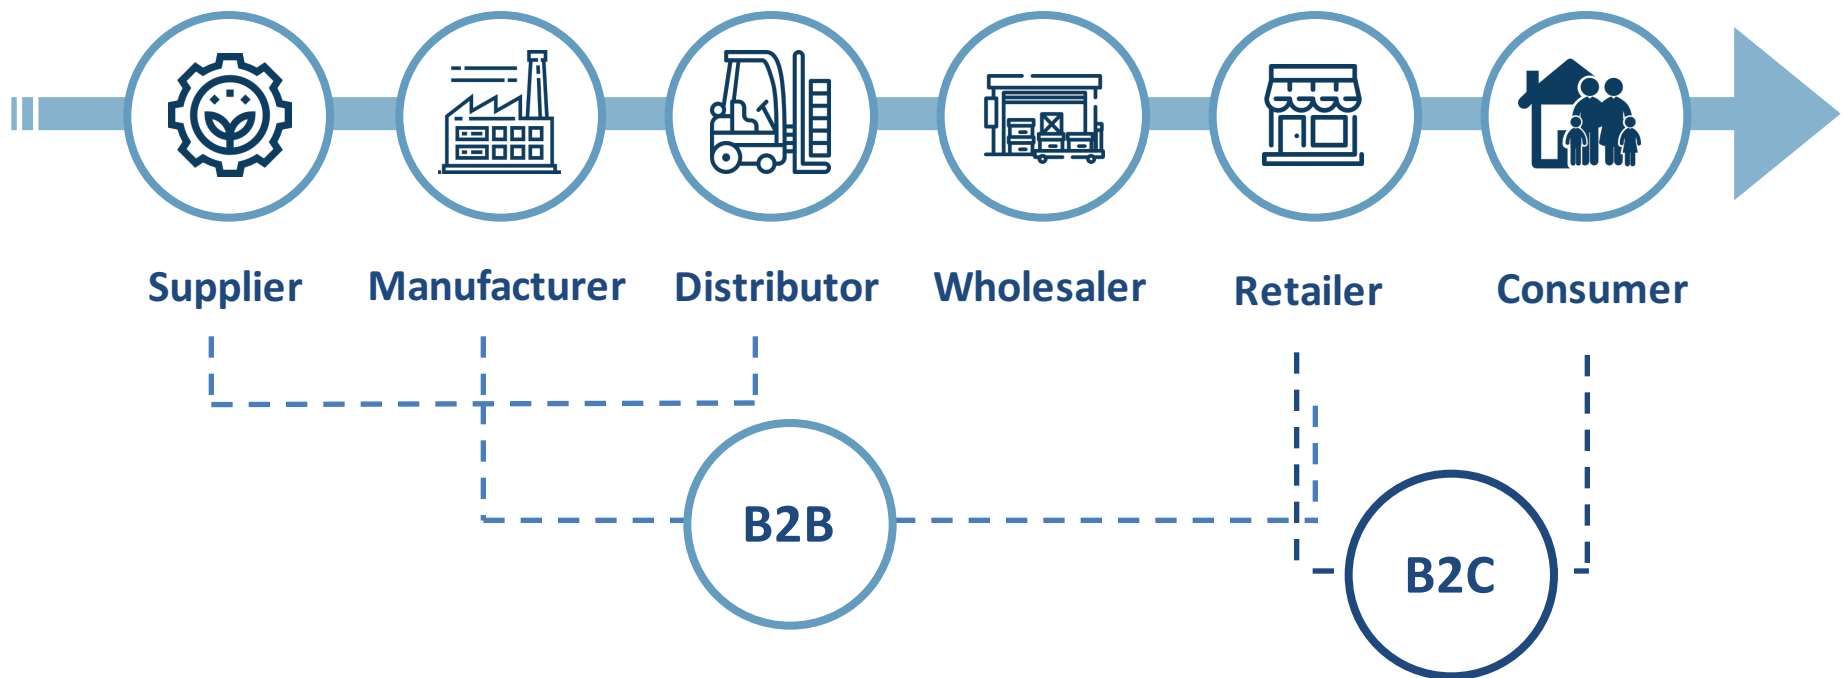 Supplier
Manufacturer
Distributor
Wholesaler
Retailer
Consumer
B2B
B2C